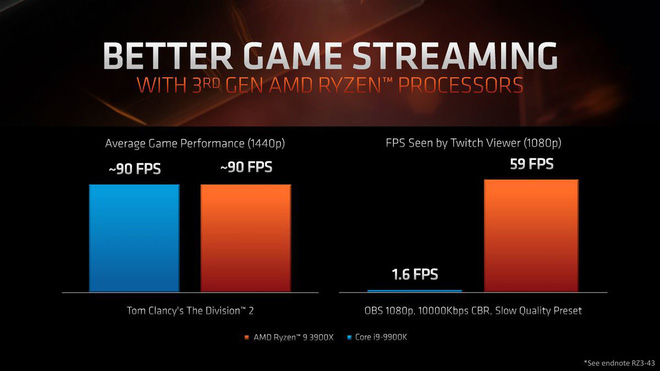 BETTER GAME STREAMING
WITH 3RD GEN AMD RYZEN™ PROCESSORS
Average Game Performance (1440p)
~90 FPS
~90 FPS
Tom Clancy's The Division™ 2
FPS Seen by Twitch Viewer (1080p)
1.6 FPS
59 FPS
OBS 1080p, 10000Kbps CBR, Slow Quality Preset
AMD Ryzen™ 9 3900X
Core i9-9900K
*See endnote RZ3-43